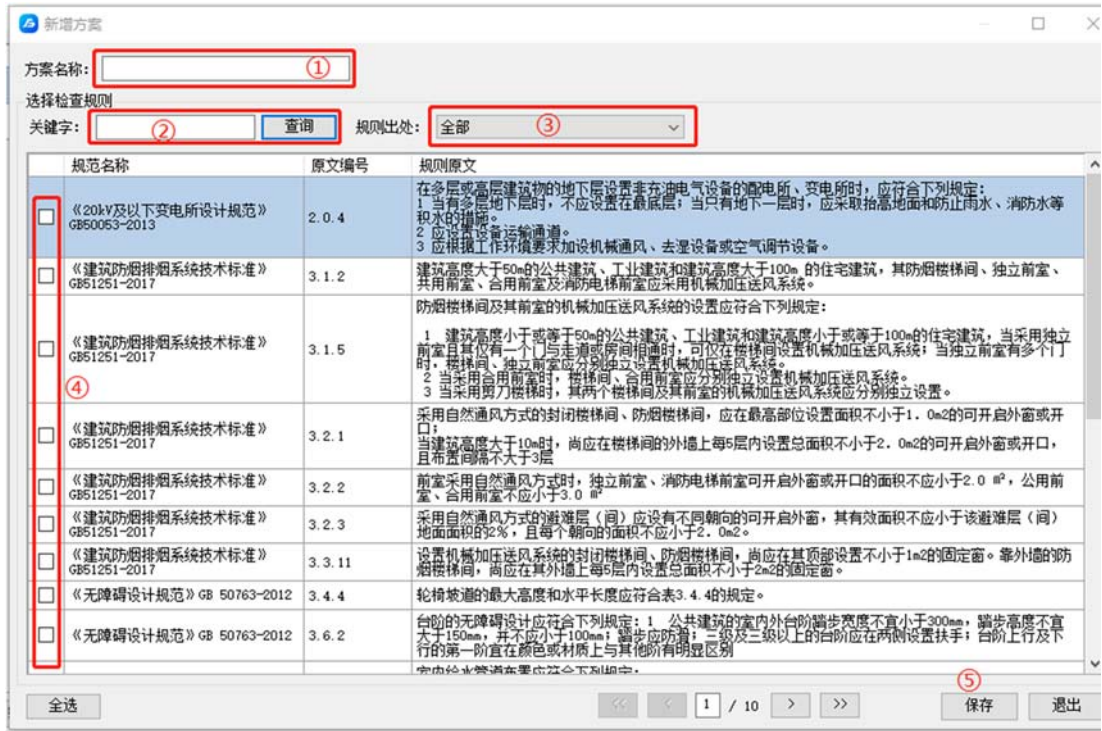 新增方案
方案名称：
①
选择检查规则
关键字：
②
查询
规则出处：
全部
③
规范名称
原文编号
规则原文
《20kV及以下变电所设计规范》
GB50053-2013
2.0.4
在多层或高层建筑物的地下层设置非充油电气设备的配电所、变电所时，应符合下列规定：
1 当有多层地下层时，不应设置在最底层；当只有地下一层时，应采取抬高地面和防止雨水、消防水等
积水的措施。
2 应设置设备运输通道。
3 应根据工作环境要求加设机械通风、去湿设备或空气调节设备。
《建筑防烟排烟系统技术标准》
GB51251-2017
3.1.2
建筑高度大于50m的公共建筑、工业建筑和建筑高度大于100m 的住宅建筑，其防烟楼梯间、独立前室、
共用前室、合用前室及消防电梯前室应采用机械加压送风系统。
《建筑防烟排烟系统技术标准》
GB51251-2017
3.1.5
防烟楼梯间及其前室的机械加压送风系统的设置应符合下列规定：
1 建筑高度小于或等于50m的公共建筑、工业建筑和建筑高度小于或等于100m的住宅建筑，当采用独立
前室且其仅有一个门与走道或房间相通时，可仅在楼梯间设置机械加压送风系统；当独立前室有多个门
时，楼梯间、独立前室应分别独立设置机械加压送风系统。
2 当采用合用前室时，楼梯间、合用前室应分别独立设置机械加压送风系统。
3 当采用剪刀楼梯时，其两个楼梯间及其前室的机械加压送风系统应分别独立设置。
④
《建筑防烟排烟系统技术标准》
GB51251-2017
3.2.1
采用自然通风方式的封闭楼梯间、防烟楼梯间，应在最高部位设置面积不小于1．0m2的可开启外窗或开
口；
当建筑高度大于10m时，尚应在楼梯间的外墙上每5层内设置总面积不小于2．0m2的可开启外窗或开口，
且布置间隔不大于3层
《建筑防烟排烟系统技术标准》
GB51251-2017
3.2.2
前室采用自然通风方式时，独立前室、消防电梯前室可开启外窗或开口的面积不应小于2.0 m²，公用前
室、合用前室不应小于3.0 m²
《建筑防烟排烟系统技术标准》
GB51251-2017
3.2.3
采用自然通风方式的避难层（间）应设有不同朝向的可开启外窗，其有效面积不应小于该避难层（间）
地面面积的2%，且每个朝向的面积不应小于2．0m2。
《建筑防烟排烟系统技术标准》
GB51251-2017
3.3.11
设置机械加压送风系统的封闭楼梯间、防烟楼梯间，尚应在其顶部设置不小于1m2的固定窗。靠外墙的防
烟楼梯间，尚应在其外墙上每5层内设置总面积不小于2m2的固定窗。
《无障碍设计规范》GB 50763-2012
3.4.4
轮椅坡道的最大高度和水平长度应符合表3.4.4的规定。
《无障碍设计规范》GB 50763-2012
3.6.2
台阶的无障碍设计应符合下列规定：1 公共建筑的室内外台阶踏步宽度不宜小于300mm，踏步高度不宜
大于150mm，并不应小于100mm；踏步应防滑；三级及三级以上的台阶应在两侧设置扶手；台阶上行及下
行的第一阶宜在颜色或材质上与其他阶有明显区别
室内给水管道布置应符合下列规定：
⑤
全选
<< < 1 / 10 > >>
保存
退出